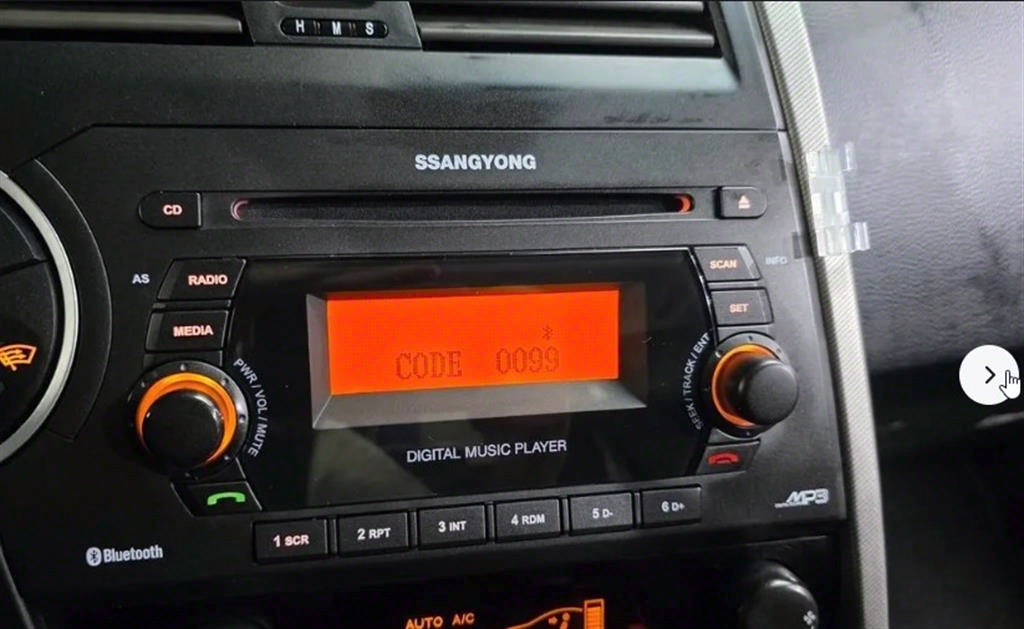 H M S
SSANGYONG
CD
AS
RADIO
SCAN
INFO
MEDIA
SET
CODE 0099
PWR / VOL / MUTE
SEEK / TRACK / ENT
DIGITAL MUSIC PLAYER
MP3
1 SCR
2 RPT
3 INT
4 RDM
5 D-
6 D+
Bluetooth
AUTO A/C